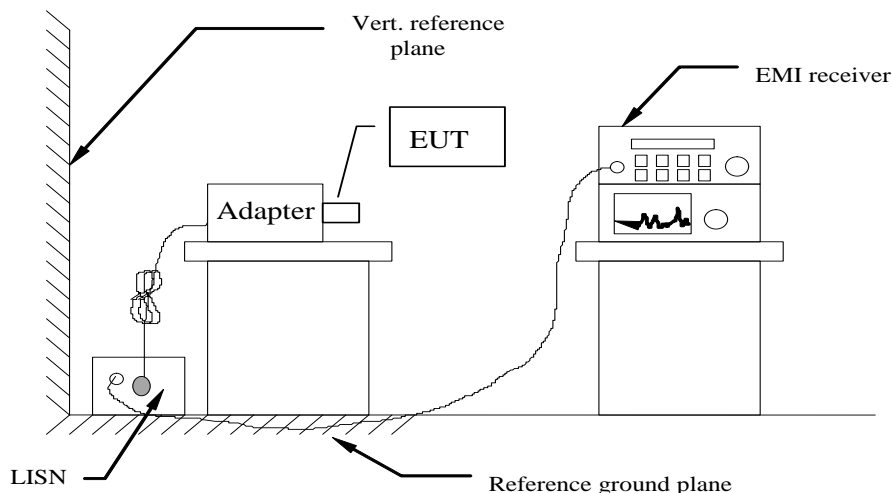 Vert. reference
plane
EMI receiver
EUT
Adapter
LISN
Reference ground plane